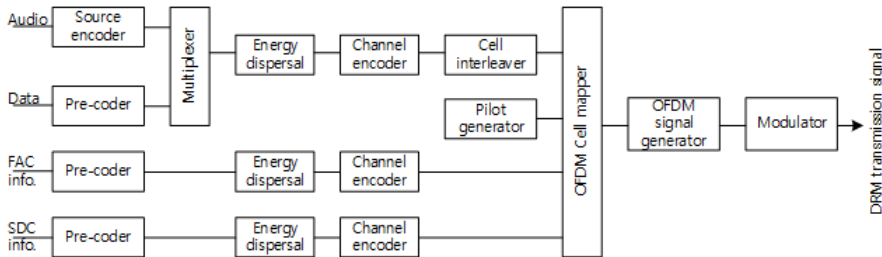 Audio
Source
encoder
Multiplexer
Energy
dispersal
Channel
encoder
Cell
interleaver
OFDM Cell mapper
Data
Pre-coder
Pilot
generator
OFDM
signal
generator
Modulator
DRM transmission signal
FAC
info.
Pre-coder
Energy
dispersal
Channel
encoder
SDC
info.
Pre-coder
Energy
dispersal
Channel
encoder